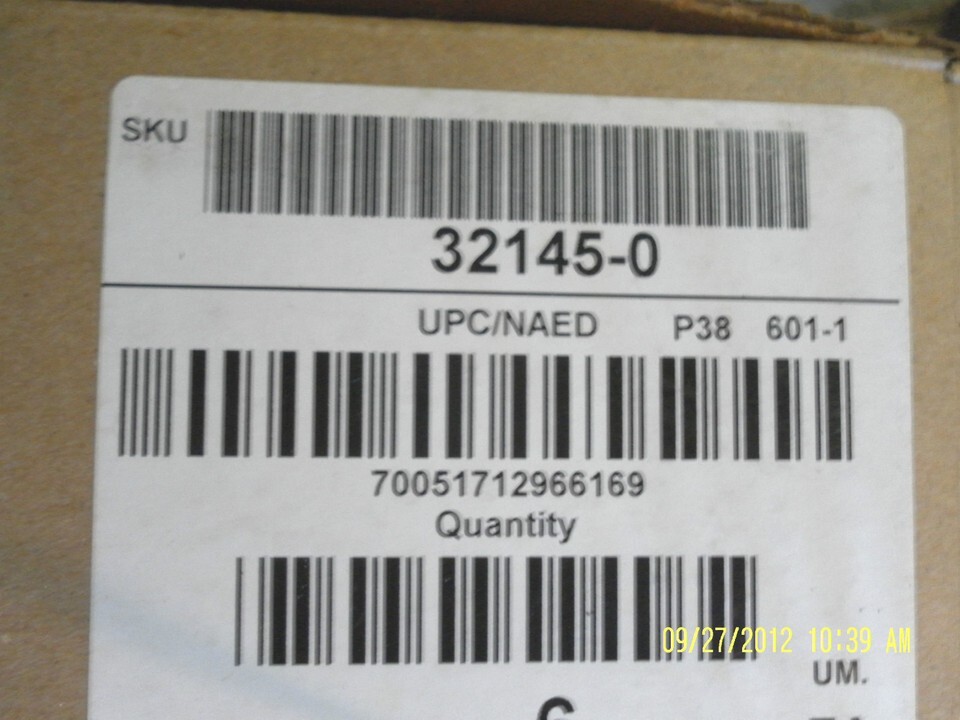 SKU
32145-0
UPC/NAED P38 601-1
70051712966169
Quantity
09/27/2012 10:39 AM
UM.